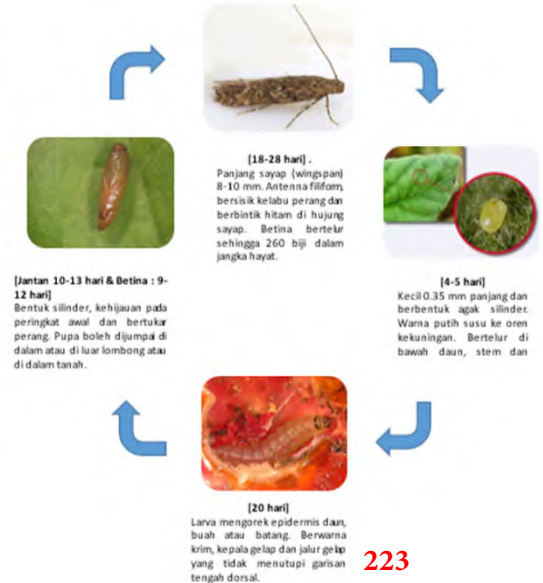 [18-28 hari] .
Panjang sayap (wingspan)
8-10 mm. Antenna filiform,
bersisik kelabu perang dan
berbintik hitam di hujung
sayap. Betina bertelur
sehingga 260 biji dalam
jangka hayat.
[4-5 hari]
Kecil 0.35 mm panjang dan
berbentuk agak silinder.
Warna putih susu ke oren
kekuningan. Bertelur di
bawah daun, stem dan
[20 hari]
Larva mengorek epidermis daun,
buah atau batang. Berwarna
krim, kepala gelap dan jalur gelap
yang tidak menutupi garisan
tengah dorsal.
[Jantan 10-13 hari & Betina : 9-
12 hari]
Bentuk silinder, kehijauan pada
peringkat awal dan bertukar
perang. Pupa boleh dijumpai di
dalam atau di luar lombong atau
di dalam tanah.
223